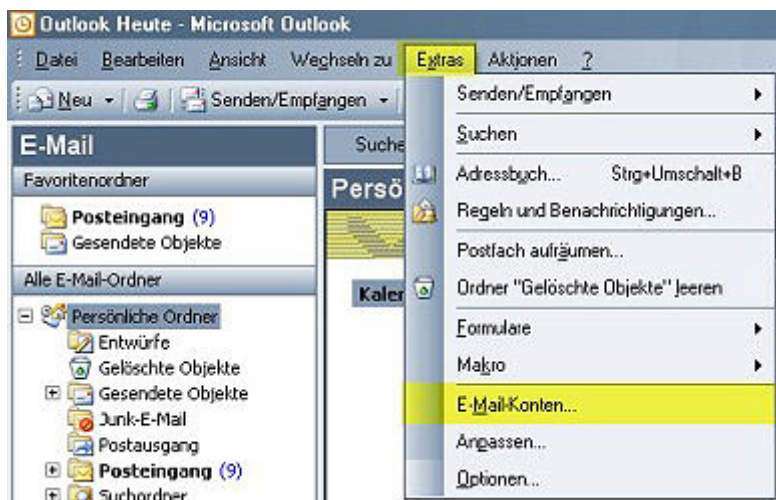 Outlook Heute - Microsoft Outlook
Datei Bearbeiten Ansicht Wechseln zu Extras Aktionen ?
Neu Senden/Empfangen
E-Mail
Favoritenordner
Posteingang (9)
Gesendete Objekte
Alle E-Mail-Ordner
Persönliche Ordner
Entwürfe
Gelöschte Objekte
Gesendete Objekte
Junk-E-Mail
Postausgang
Posteingang (9)
Suchordner
Suche
Persö
Kaler
Senden/Empfangen
Suchen
Adressbuch... Strg+Umschalt+B
Regeln und Benachrichtigungen...
Postfach aufräumen...
Ordner "Gelöschte Objekte" leeren
Formulare
Makro
E-Mail-Konten...
Anpassen...
Optionen...